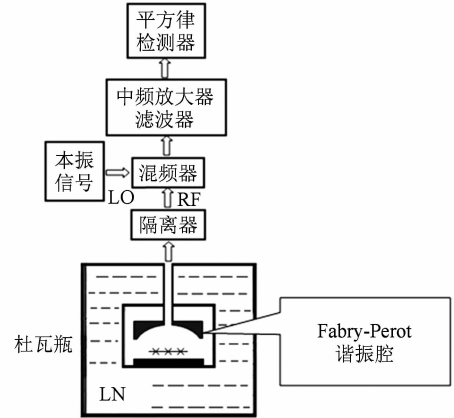 平方律
检测器
中频放大器
滤波器
本振
信号
混频器
LO
RF
隔离器
Fabry-Perot
谐振腔
杜瓦瓶
LN